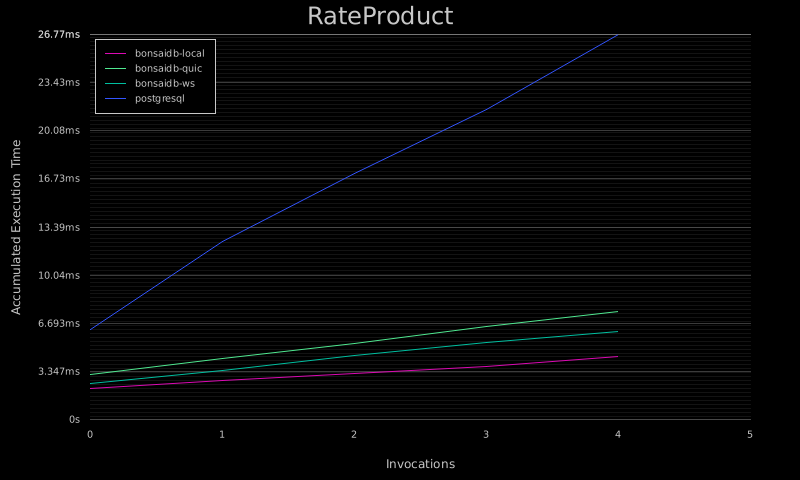 RateProduct
26.77ms
23.43ms
20.08ms
16.73ms
13.39ms
10.04ms
6.693ms
3.347ms
0s
bonsaidb-local
bonsaidb-quic
bonsaidb-ws
postgresql
Accumulated Execution Time
0 1 2 3 4 5
Invocations